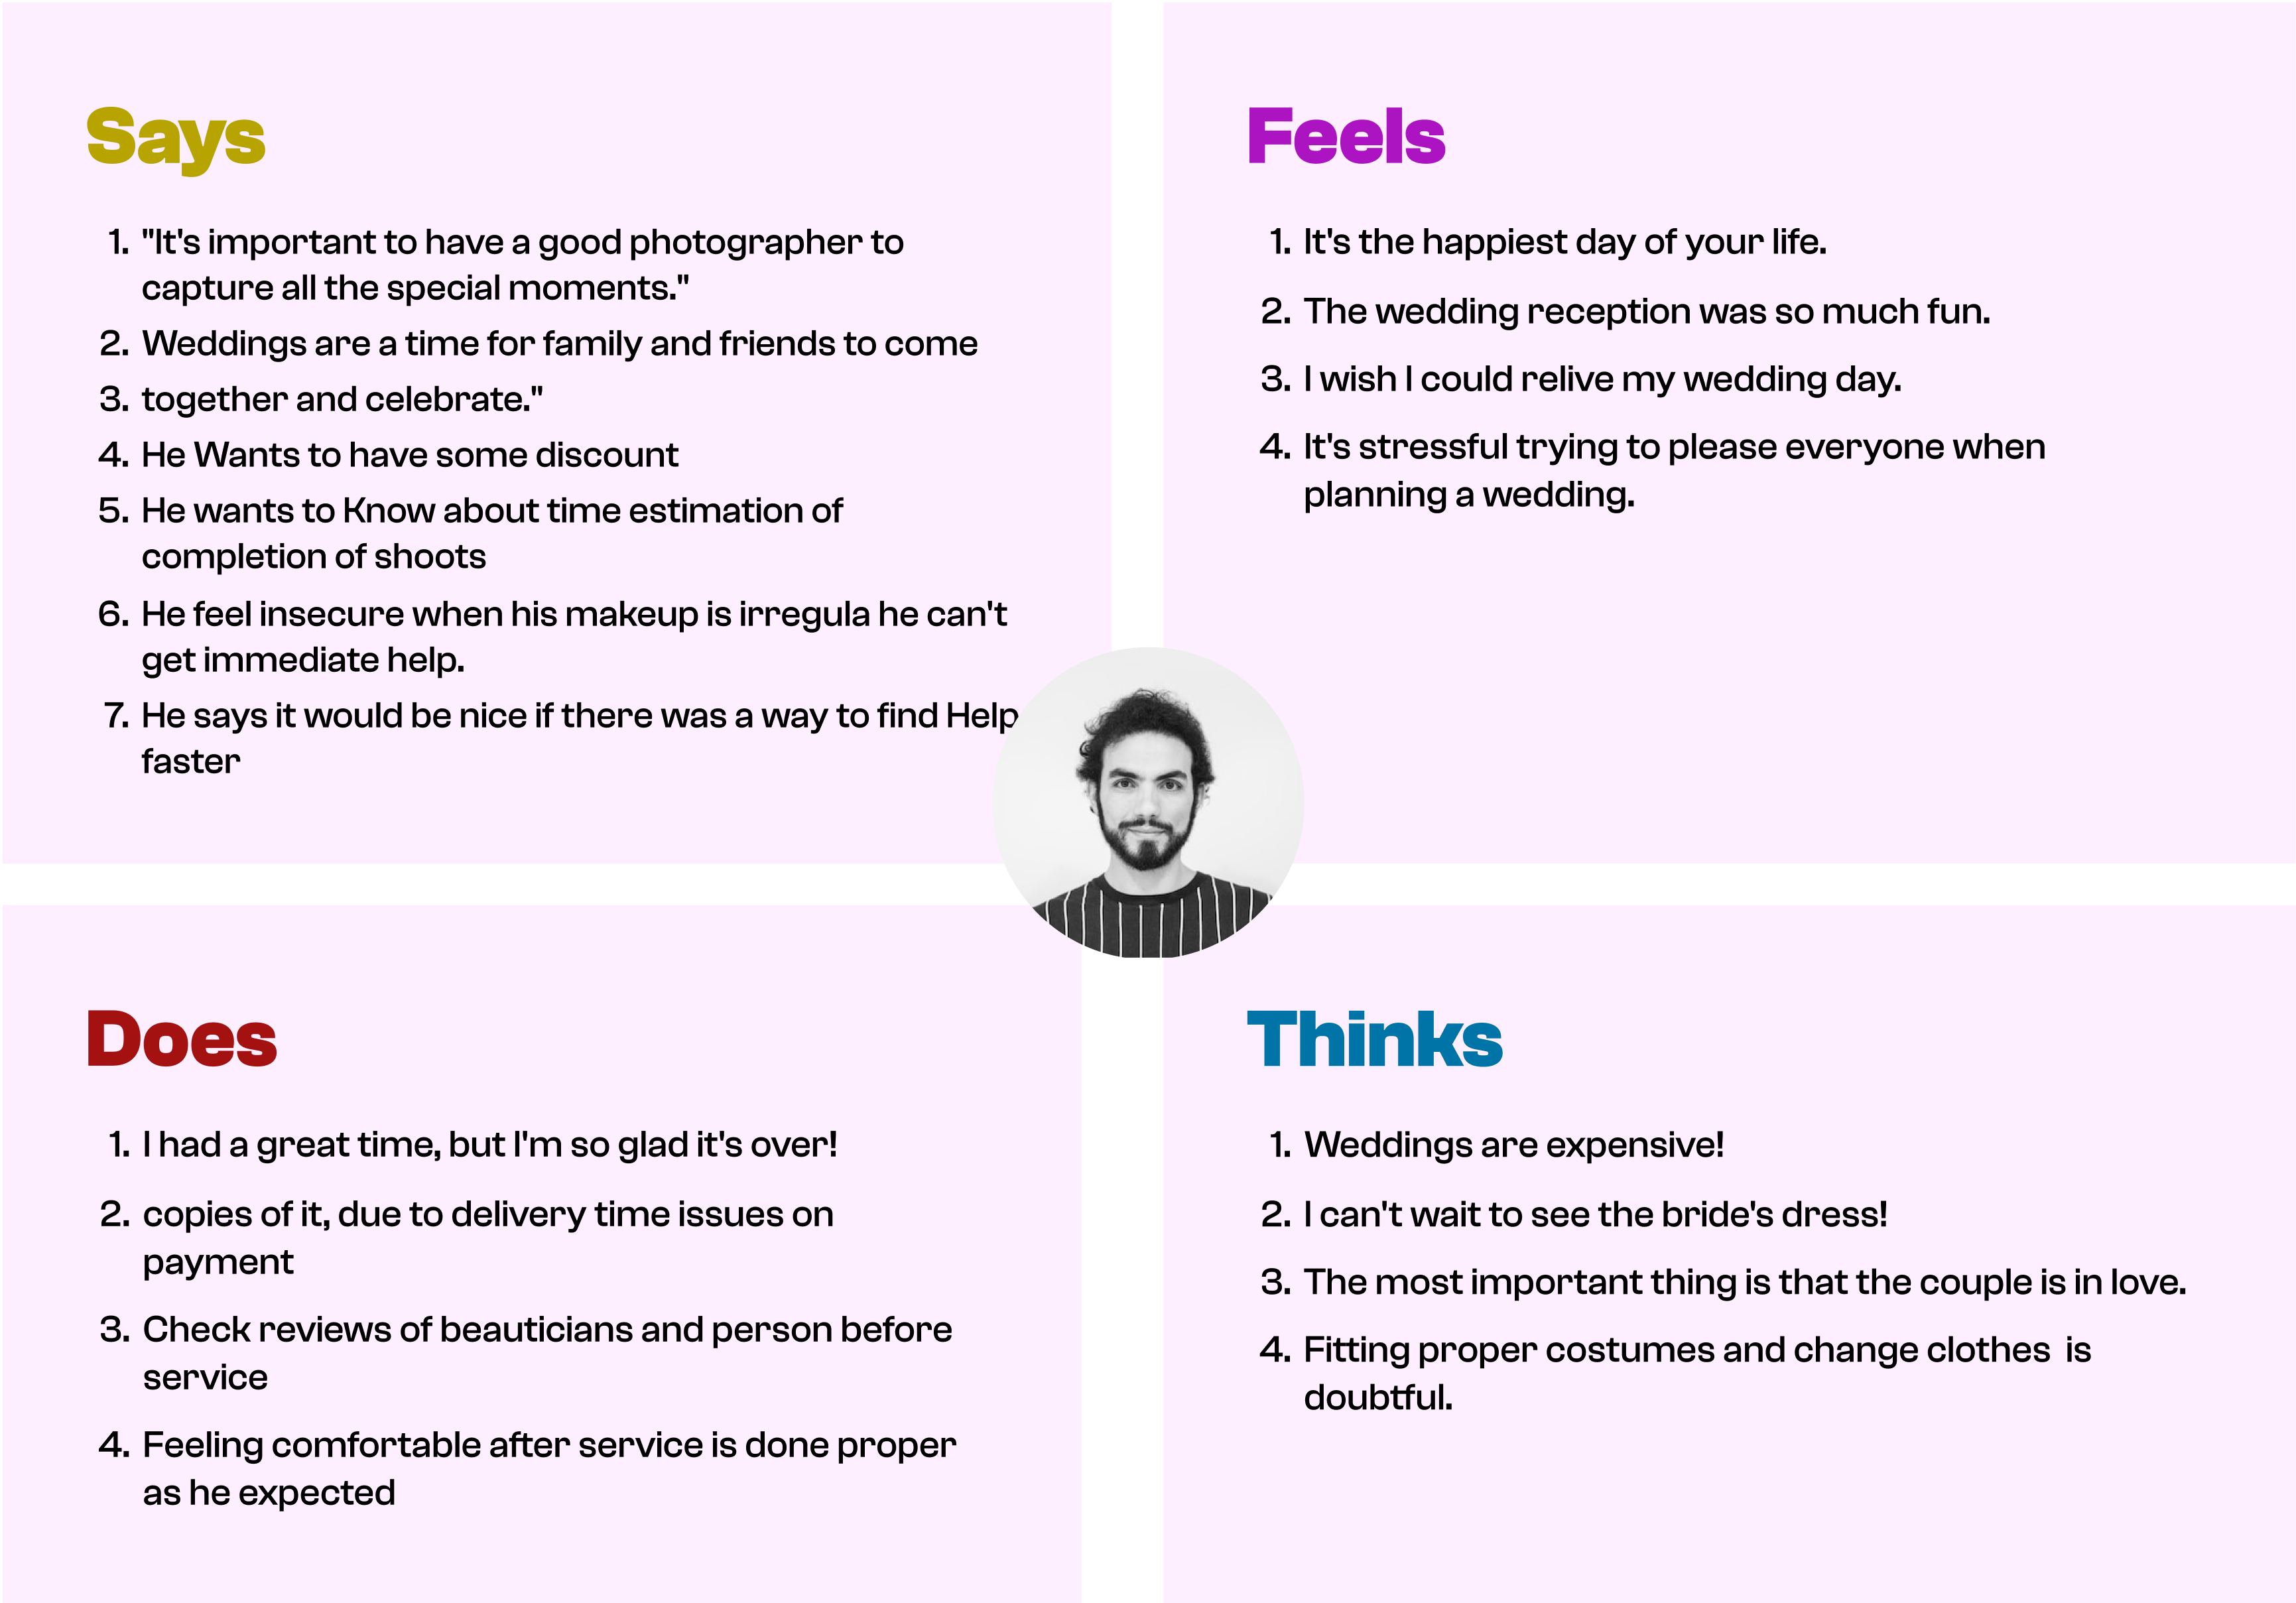 Says
1. "It's important to have a good photographer to
capture all the special moments."
2. Weddings are a time for family and friends to come
3. together and celebrate."
4. He Wants to have some discount
5. He wants to Know about time estimation of
completion of shoots
6. He feel insecure when his makeup is irregula he can't
get immediate help.
7. He says it would be nice if there was a way to find Help
faster
Feels
1. It's the happiest day of your life.
2. The wedding reception was so much fun.
3. I wish I could relive my wedding day.
4. It's stressful trying to please everyone when
planning a wedding.
Does
1. I had a great time, but I'm so glad it's over!
2. copies of it, due to delivery time issues on
payment
3. Check reviews of beauticians and person before
service
4. Feeling comfortable after service is done proper
as he expected
Thinks
1. Weddings are expensive!
2. I can't wait to see the bride's dress!
3. The most important thing is that the couple is in love.
4. Fitting proper costumes and change clothes  is
doubtful.